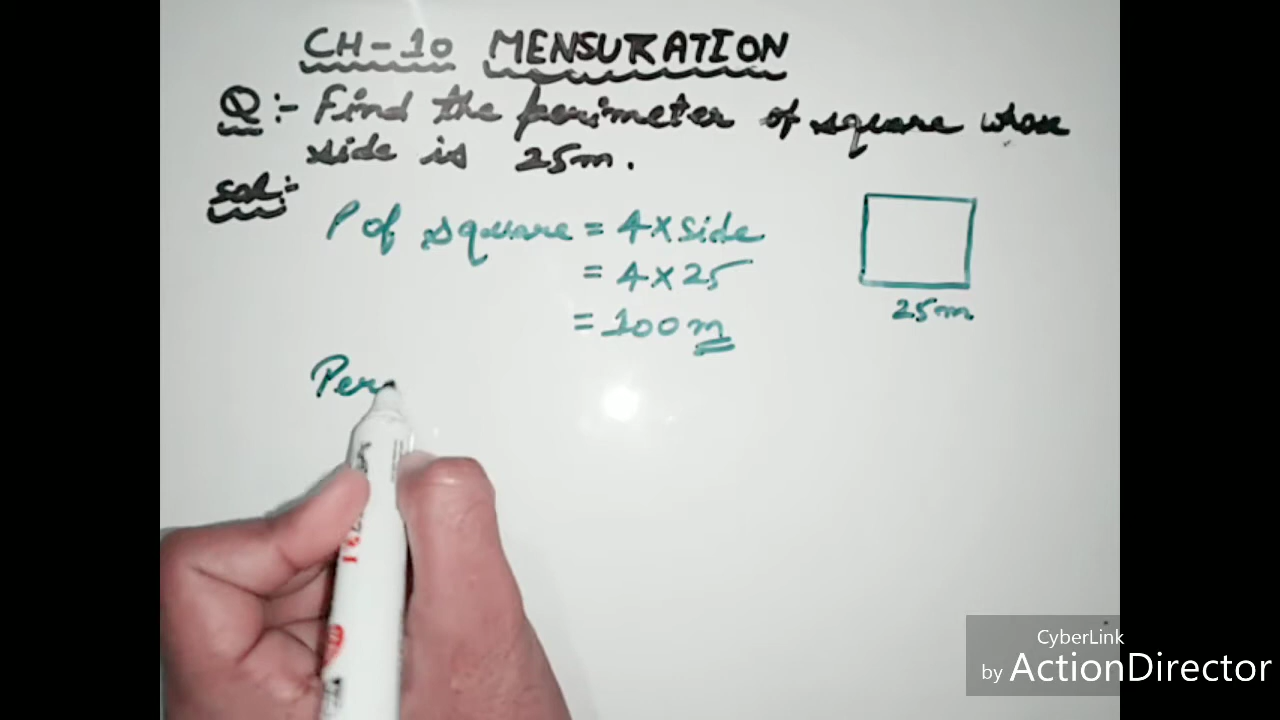 CH-10 MENSURATION
Q:- Find the perimeter of square whose
side is 25m.
Sol:-
P of square = 4×side
= 4×25
= 100m
25m
Per
CyberLink
by ActionDirector